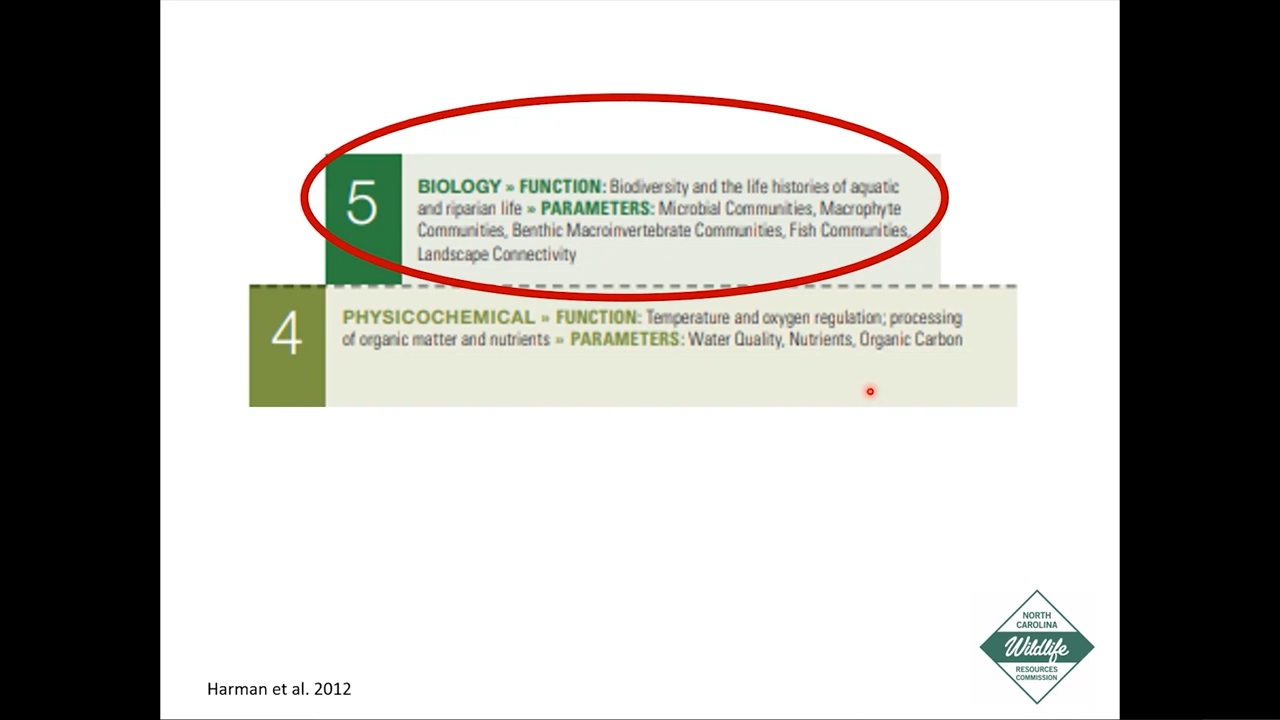 5
BIOLOGY » FUNCTION: Biodiversity and the life histories of aquatic
and riparian life » PARAMETERS: Microbial Communities, Macrophyte
Communities, Benthic Macroinvertebrate Communities, Fish Communities,
Landscape Connectivity
4
PHYSICOCHEMICAL » FUNCTION: Temperature and oxygen regulation; processing
of organic matter and nutrients » PARAMETERS: Water Quality, Nutrients, Organic Carbon
NORTH
CAROLINA
Wildlife
RESOURCES
COMMISSION
Harman et al. 2012